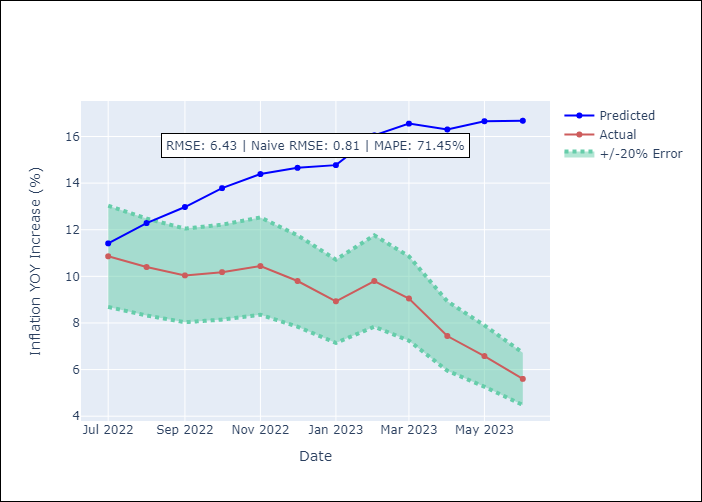 Predicted
Actual
+/-20% Error
RMSE: 6.43 | Naive RMSE: 0.81 | MAPE: 71.45%
Inflation YOY Increase (%)
16
14
12
10
8
6
4
Jul 2022 Sep 2022 Nov 2022 Jan 2023 Mar 2023 May 2023
Date